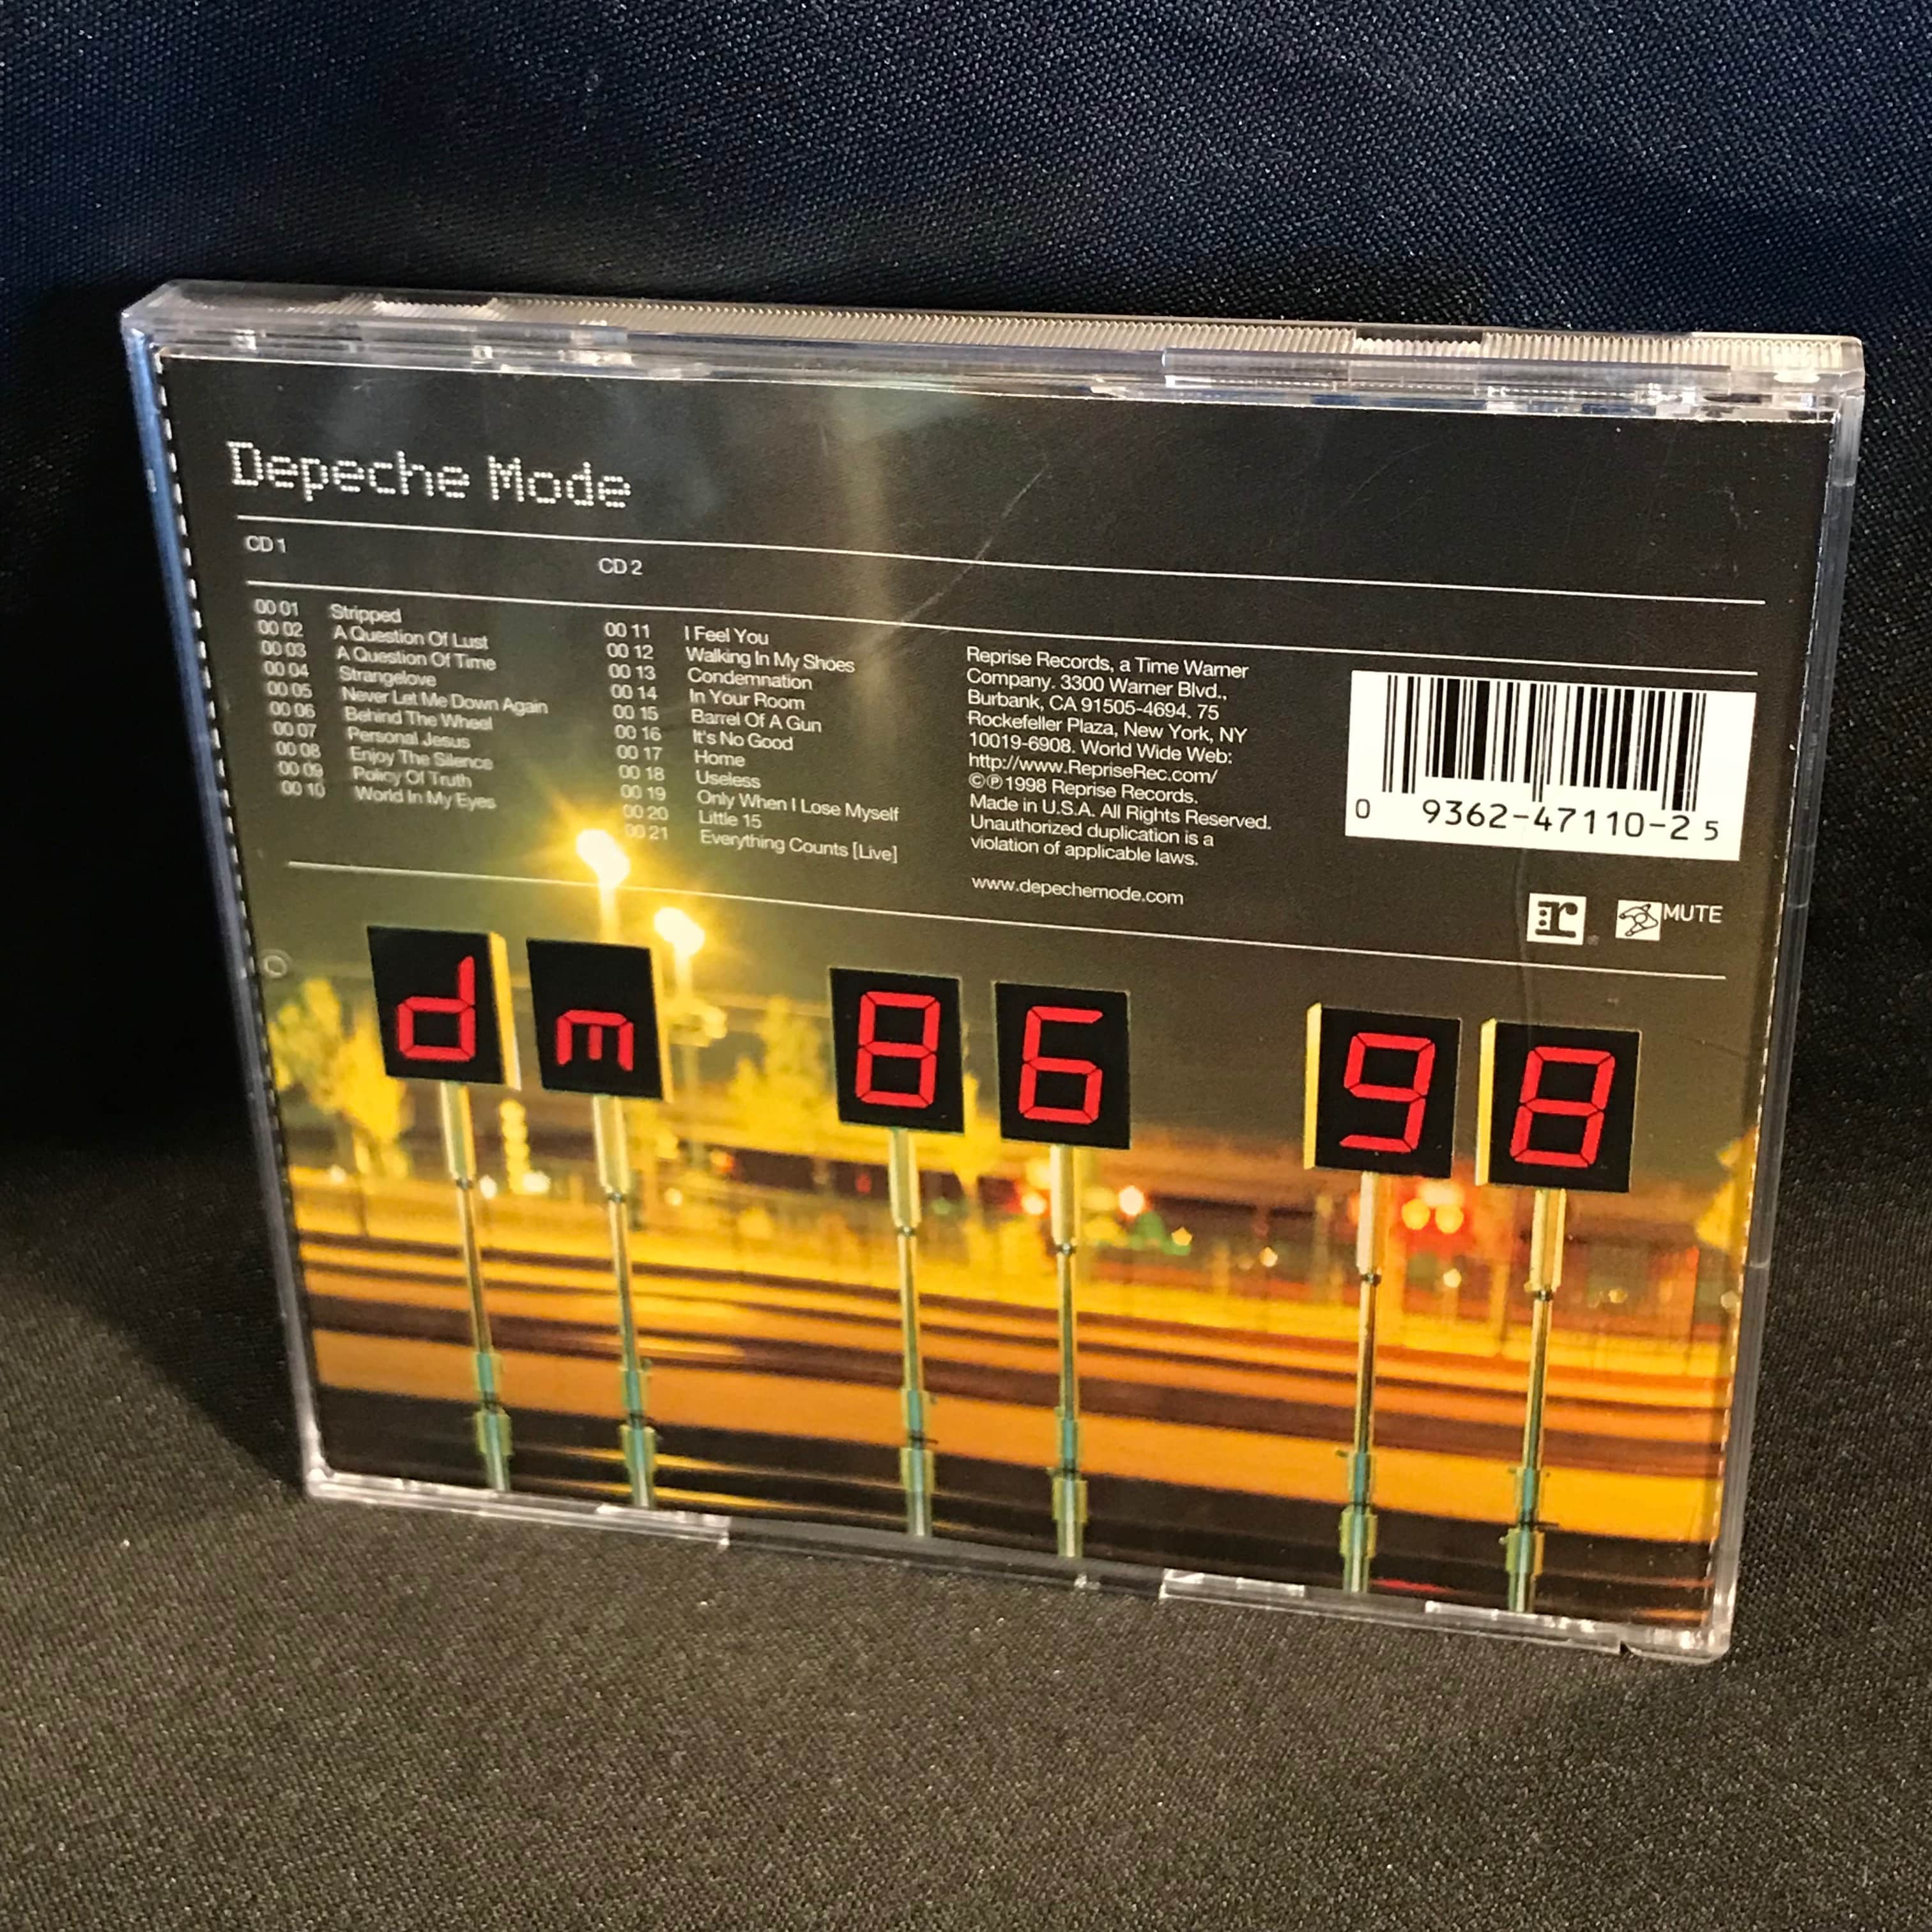 Depeche Mode
CD 1
CD 2
00 01 Stripped
00 02 A Question Of Lust
00 03 A Question Of Time
00 04 Strangelove
00 05 Never Let Me Down Again
00 06 Behind The Wheel
00 07 Personal Jesus
00 08 Enjoy The Silence
00 09 Policy Of Truth
00 10 World In My Eyes
00 11 I Feel You
00 12 Walking In My Shoes
00 13 Condemnation
00 14 In Your Room
00 15 Barrel Of A Gun
00 16 It's No Good
00 17 Home
00 18 Useless
00 19 Only When I Lose Myself
00 20 Little 15
00 21 Everything Counts [Live]
Reprise Records, a Time Warner
Company. 3300 Warner Blvd.,
Burbank, CA 91505-4694. 75
Rockefeller Plaza, New York, NY
10019-6908. World Wide Web:
http://www.RepriseRec.com/
©℗1998 Reprise Records.
Made in U.S.A. All Rights Reserved.
Unauthorized duplication is a
violation of applicable laws.
www.depechemode.com
0 9362-47110-2 5
r MUTE
dm 86 98